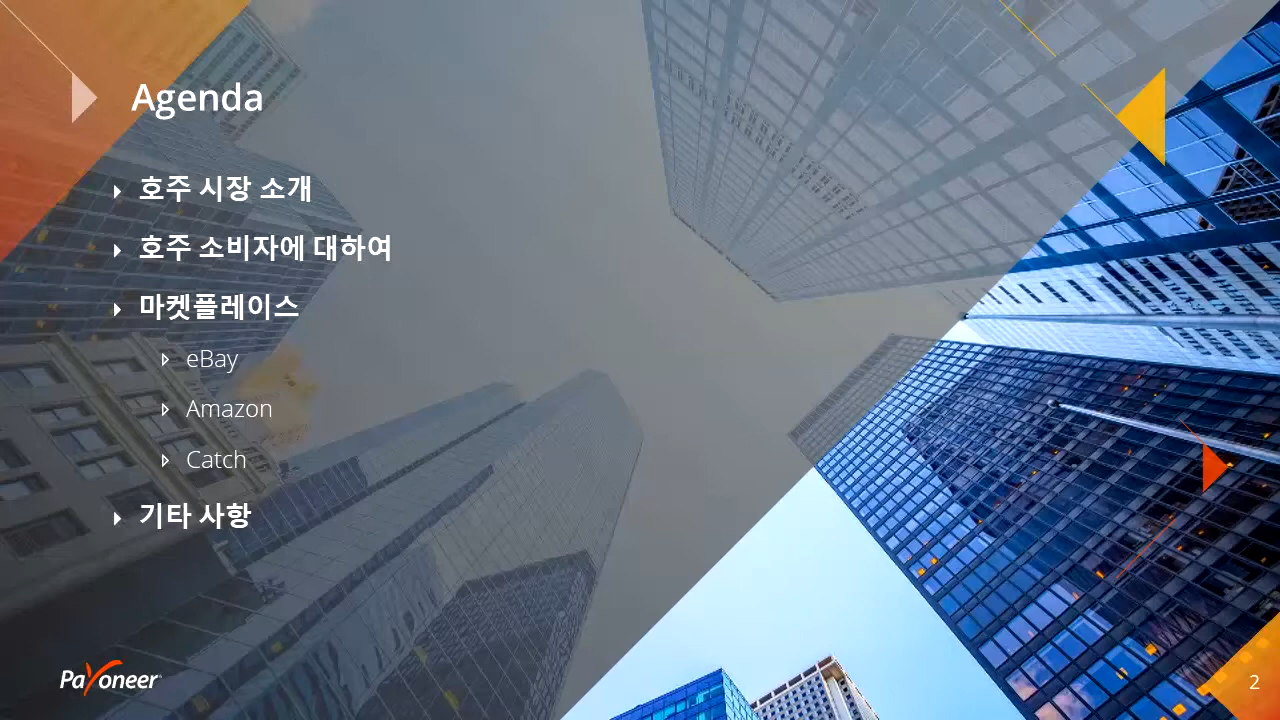 Agenda
호주 시장 소개
호주 소비자에 대하여
마켓플레이스
eBay
Amazon
Catch
기타 사항
Payoneer
2